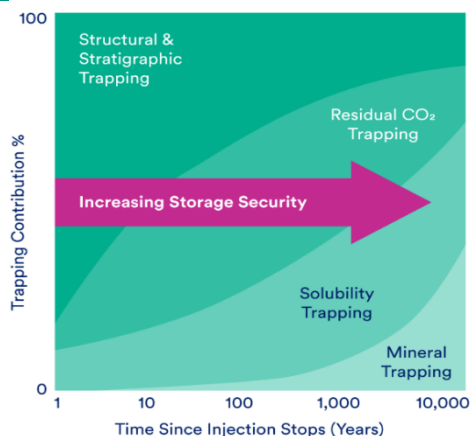 100
Structural &
Stratigraphic
Trapping
Residual CO₂
Trapping
Increasing Storage Security
Trapping Contribution %
Solubility
Trapping
Mineral
Trapping
0
1 10 100 1,000 10,000
Time Since Injection Stops (Years)